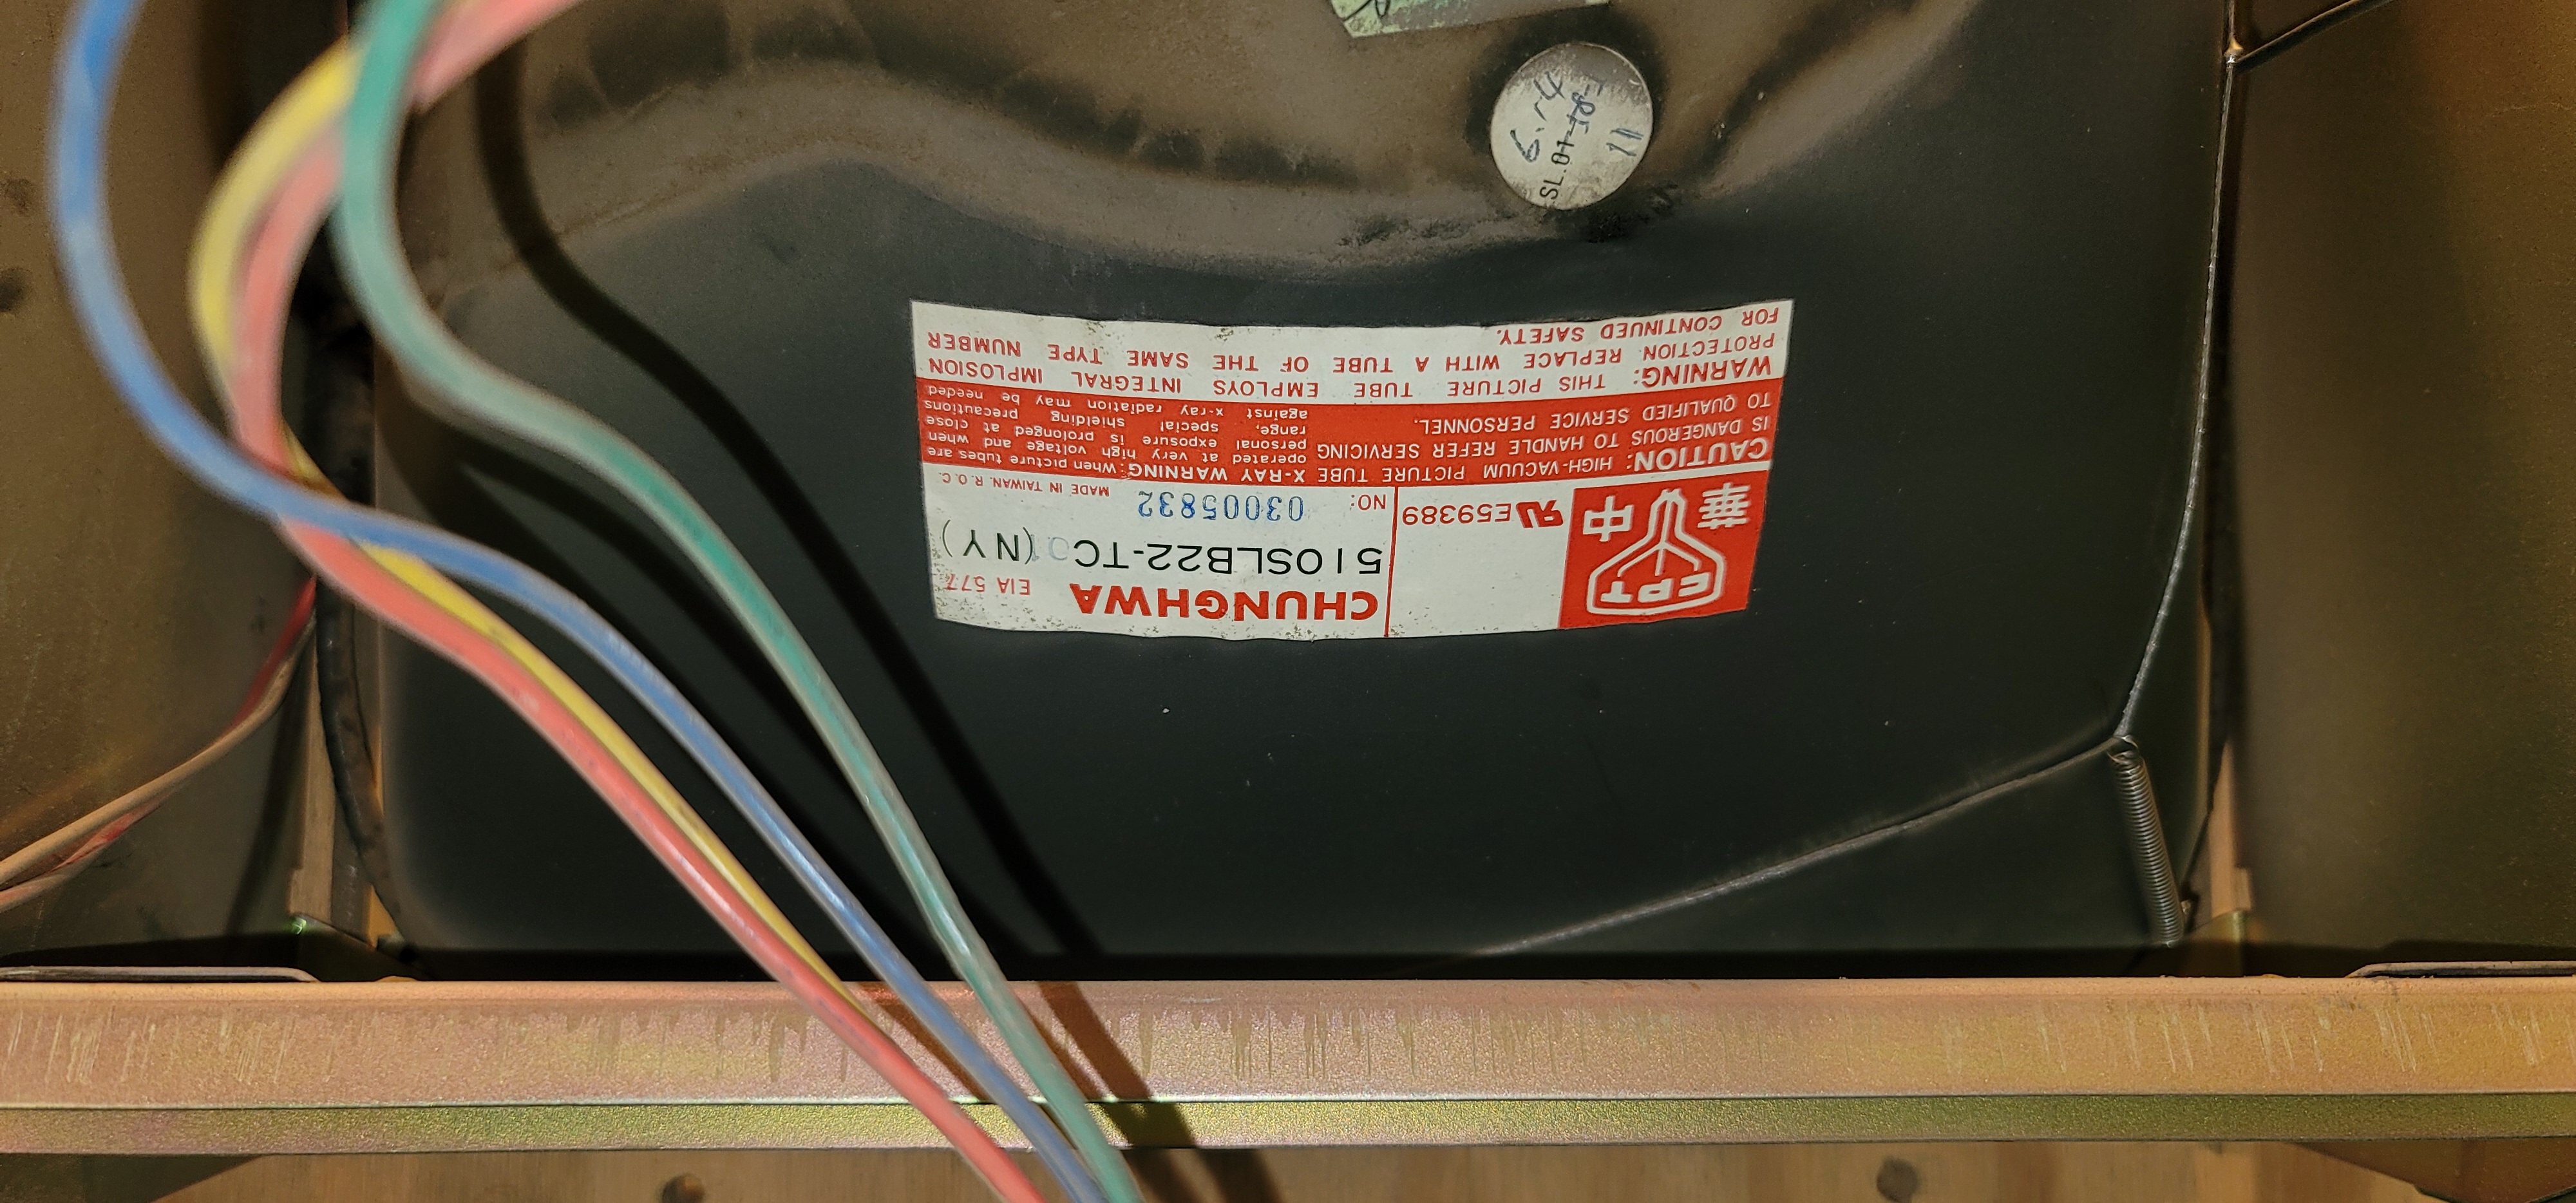 CPT
華 中
E59389
CHUNGHWA EIA 577
510SLB22-TC (NY)
NO: 03005832 MADE IN TAIWAN. R.O.C.
CAUTION: HIGH-VACUUM PICTURE TUBE
IS DANGEROUS TO HANDLE REFER SERVICING
TO QUALIFIED SERVICE PERSONNEL.
X-RAY WARNING: When picture tubes are
operated at very high voltage and when
personal exposure is prolonged at close
range, special shielding precautions
against x-ray radiation may be needed
WARNING: THIS PICTURE TUBE EMPLOYS INTEGRAL IMPLOSION
PROTECTION REPLACE WITH A TUBE OF THE SAME TYPE NUMBER
FOR CONTINUED SAFETY.
SL.01
11